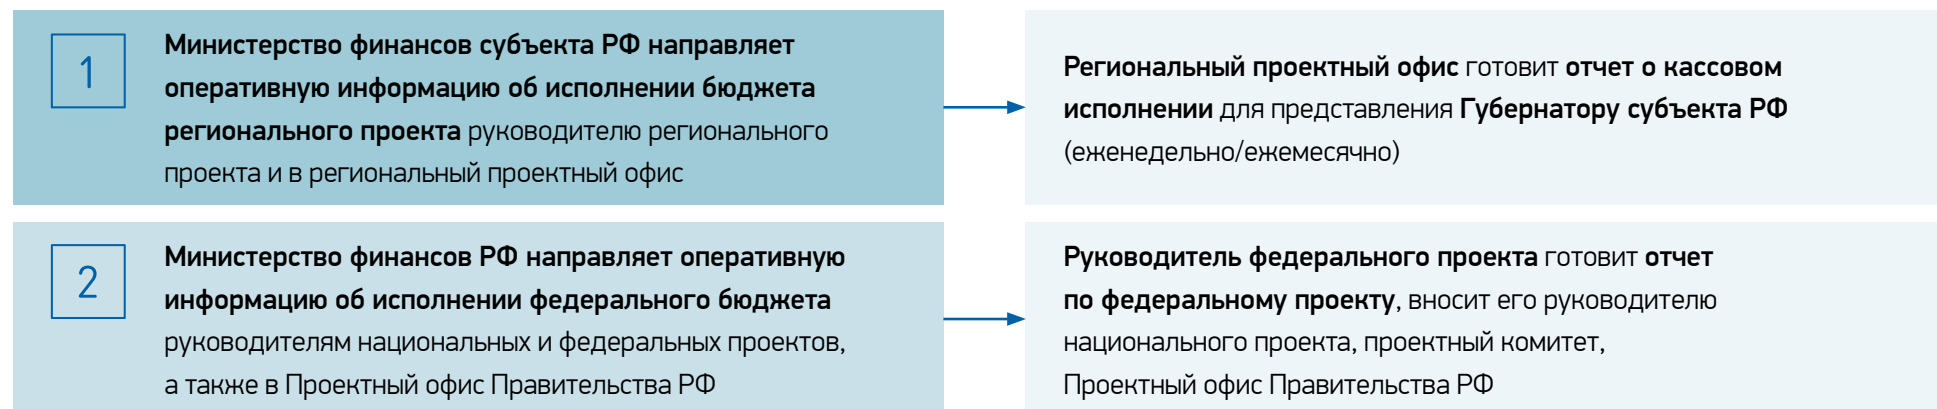 1
Министерство финансов субъекта РФ направляет
оперативную информацию об исполнении бюджета
регионального проекта руководителю регионального
проекта и в региональный проектный офис
Региональный проектный офис готовит отчет о кассовом
исполнении для представления Губернатору субъекта РФ
(еженедельно/ежемесячно)
2
Министерство финансов РФ направляет оперативную
информацию об исполнении федерального бюджета
руководителям национальных и федеральных проектов,
а также в Проектный офис Правительства РФ
Руководитель федерального проекта готовит отчет
по федеральному проекту, вносит его руководителю
национального проекта, проектный комитет,
Проектный офис Правительства РФ